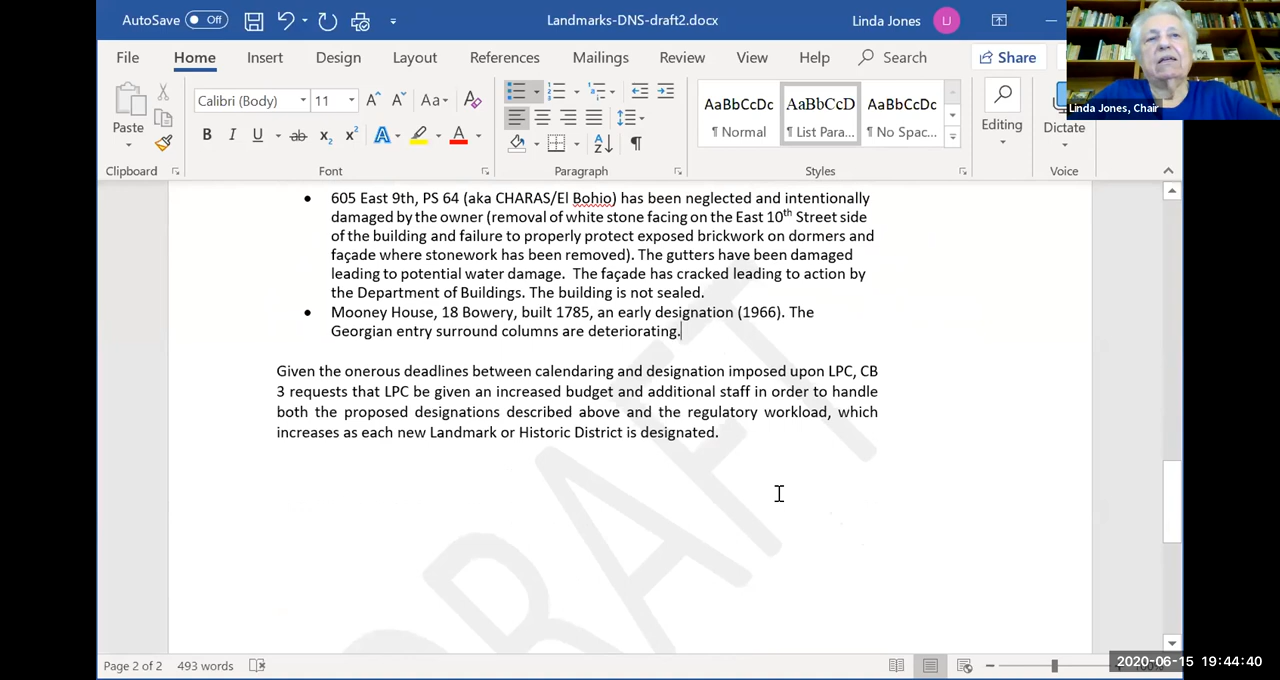 AutoSave Off Landmarks-DNS-draft2.docx Linda Jones LJ
File Home Insert Design Layout References Mailings Review View Help Search Share
Linda Jones, Chair
Paste Calibri (Body) 11 Aa AaBbCcDc AaBbCcD AaBbCcDc Editing Dictate
B I U ab x2 x2 A A ¶ Normal ¶ List Para... ¶ No Spac...
Clipboard Font Paragraph Styles Voice
• 605 East 9th, PS 64 (aka CHARAS/El Bohio) has been neglected and intentionally
damaged by the owner (removal of white stone facing on the East 10th Street side
of the building and failure to properly protect exposed brickwork on dormers and
façade where stonework has been removed). The gutters have been damaged
leading to potential water damage. The façade has cracked leading to action by
the Department of Buildings. The building is not sealed.
• Mooney House, 18 Bowery, built 1785, an early designation (1966). The
Georgian entry surround columns are deteriorating.
Given the onerous deadlines between calendaring and designation imposed upon LPC, CB
3 requests that LPC be given an increased budget and additional staff in order to handle
both the proposed designations described above and the regulatory workload, which
increases as each new Landmark or Historic District is designated.
DRAFT
Page 2 of 2 493 words
2020-06-15 19:44:40